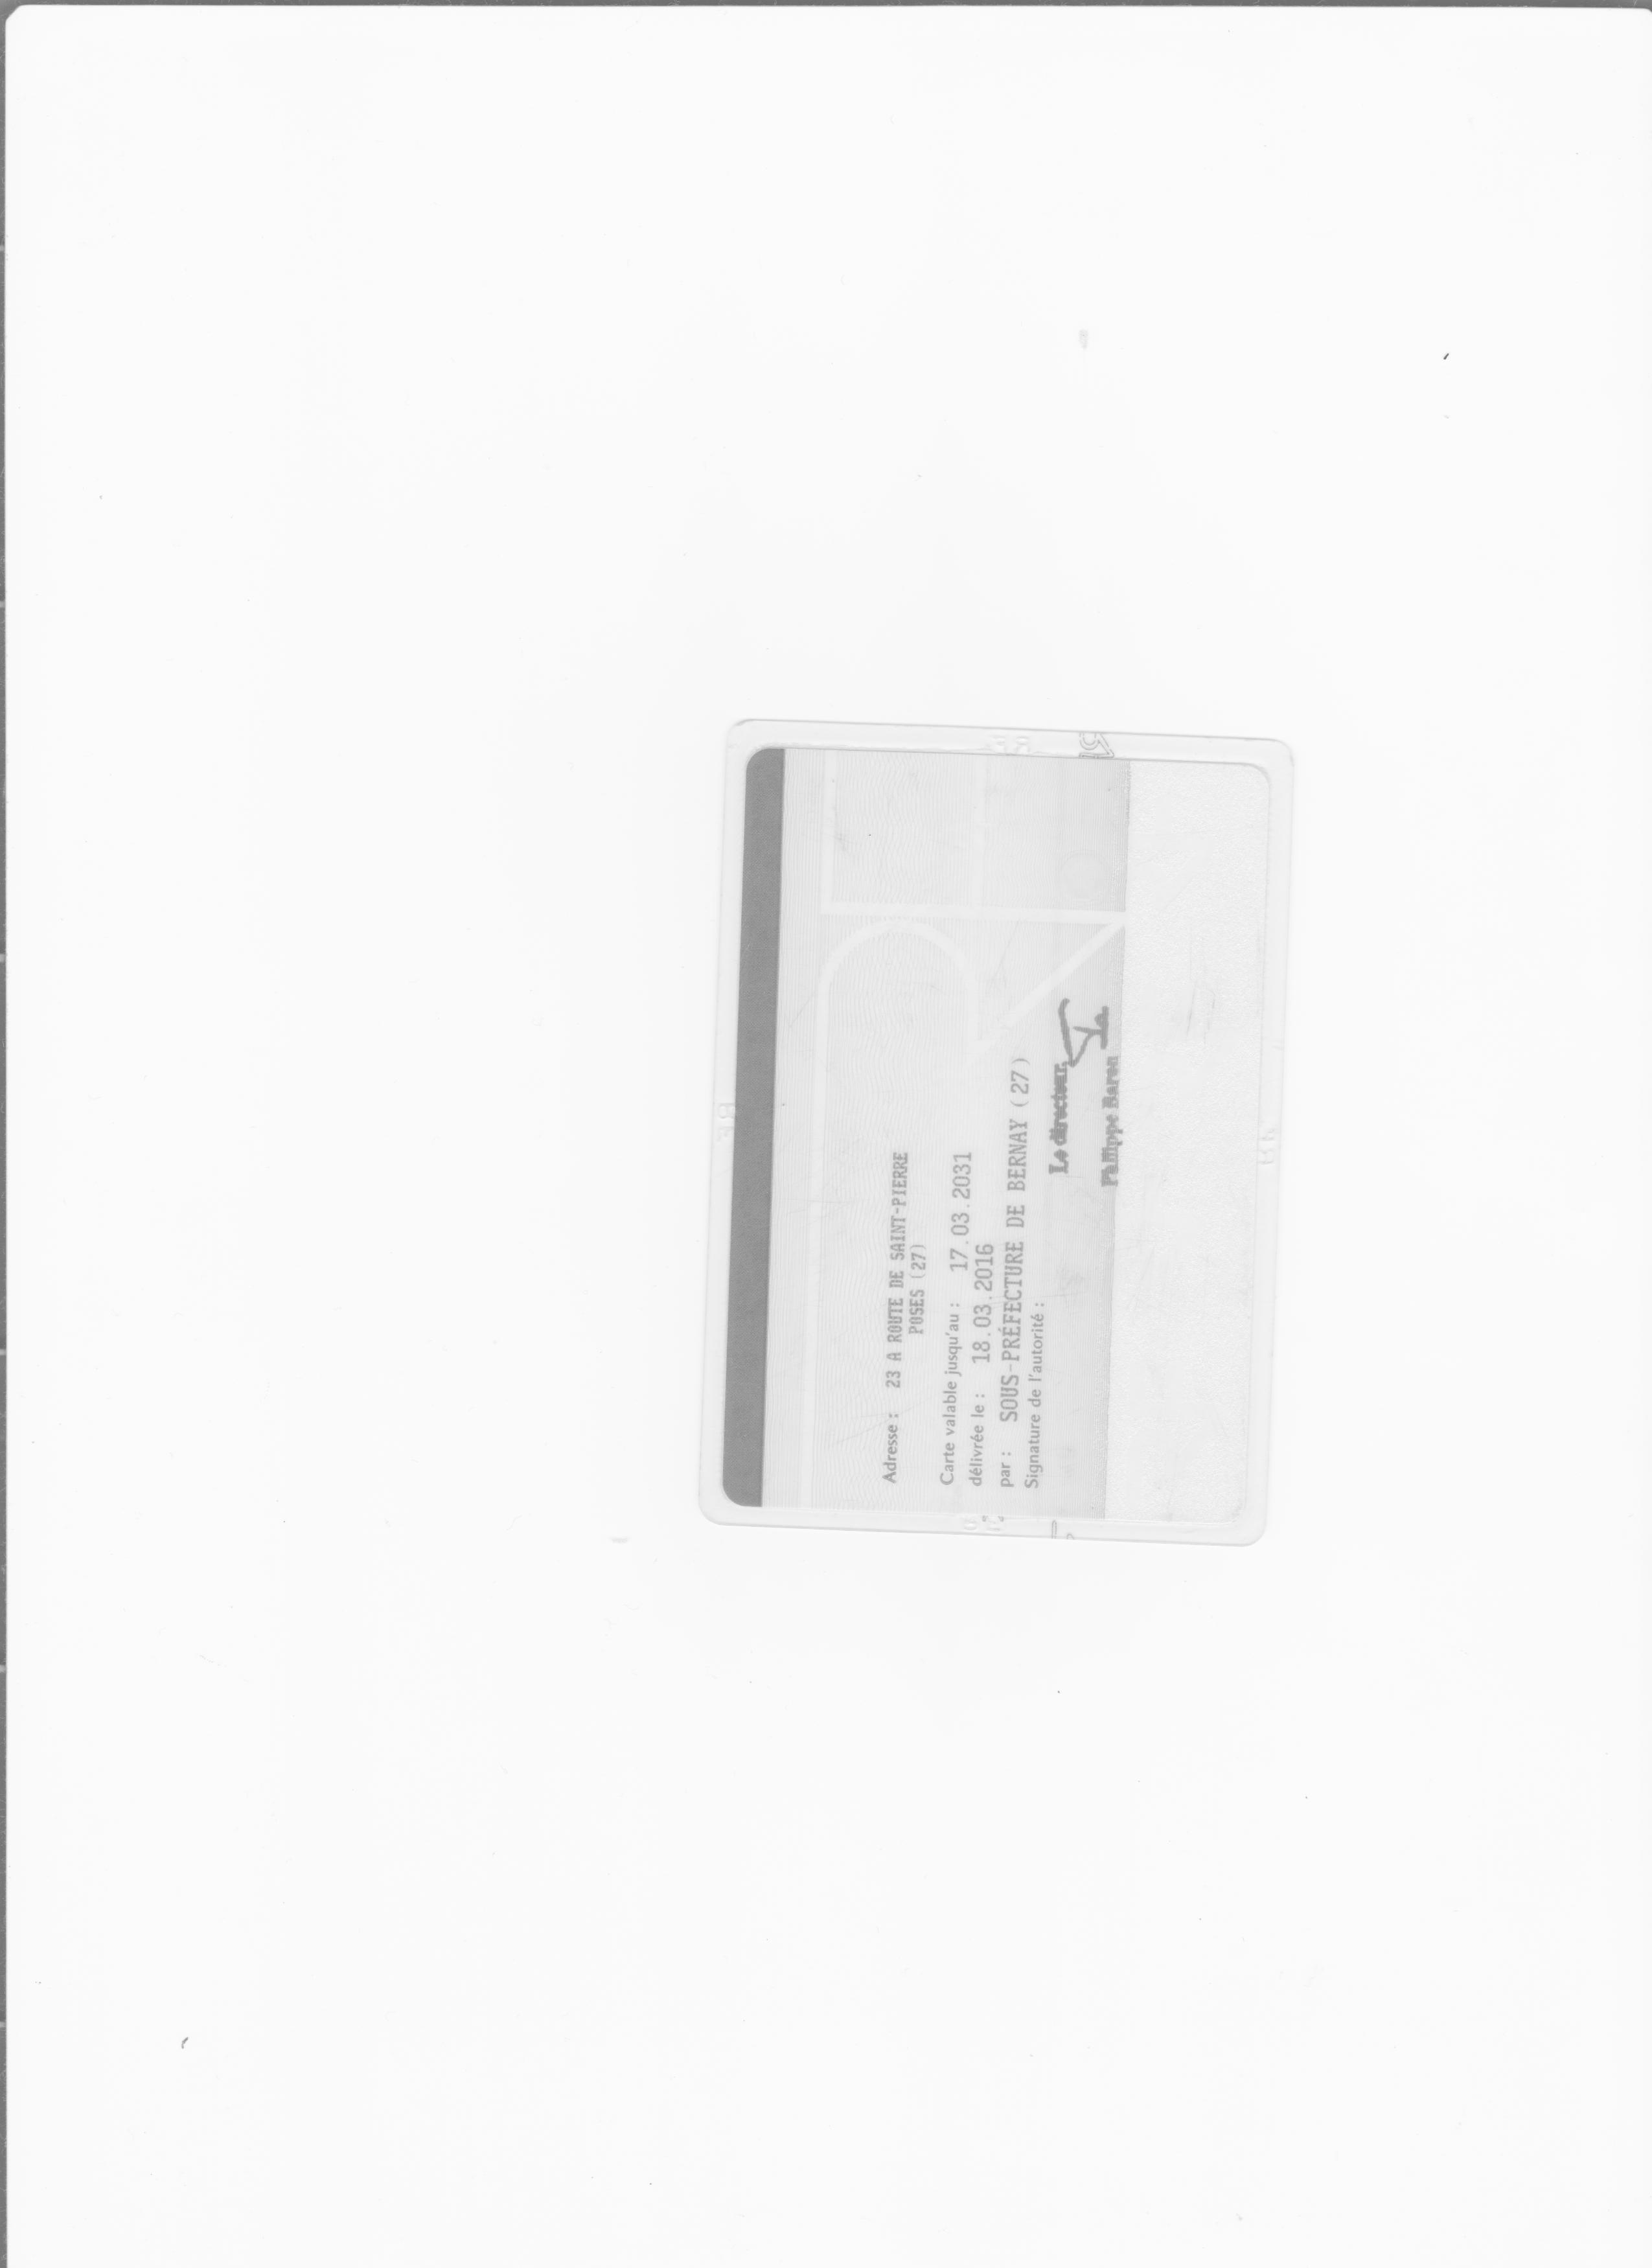 Adresse : 23 A ROUTE DE SAINT-PIERRE
POSES (27)
Carte valable jusqu'au : 17.03.2031
délivrée le : 18.03.2016
par : SOUS-PRÉFECTURE DE BERNAY (27)
Signature de l'autorité :
Le directeur,
Philippe Baron